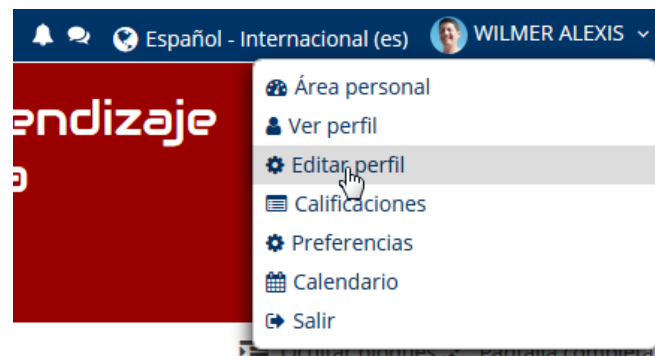 Español - Internacional (es) WILMER ALEXIS
endizaje
Área personal
Ver perfil
Editar perfil
Calificaciones
Preferencias
Calendario
Salir